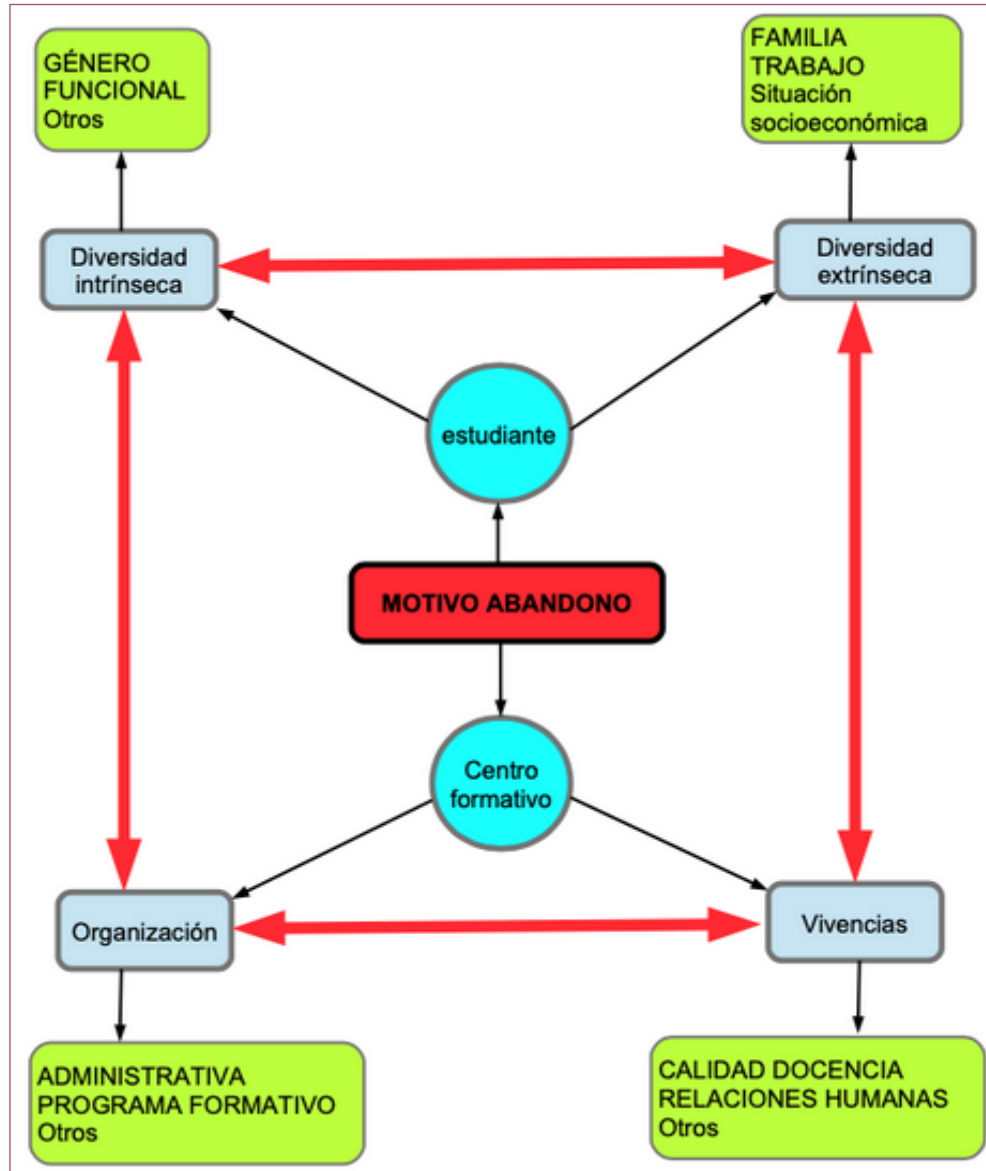 GÉNERO
FUNCIONAL
Otros
FAMILIA
TRABAJO
Situación
socioeconómica
Diversidad
intrínseca
Diversidad
extrínseca
estudiante
MOTIVO ABANDONO
Centro
formativo
Organización
Vivencias
ADMINISTRATIVA
PROGRAMA FORMATIVO
Otros
CALIDAD DOCENCIA
RELACIONES HUMANAS
Otros